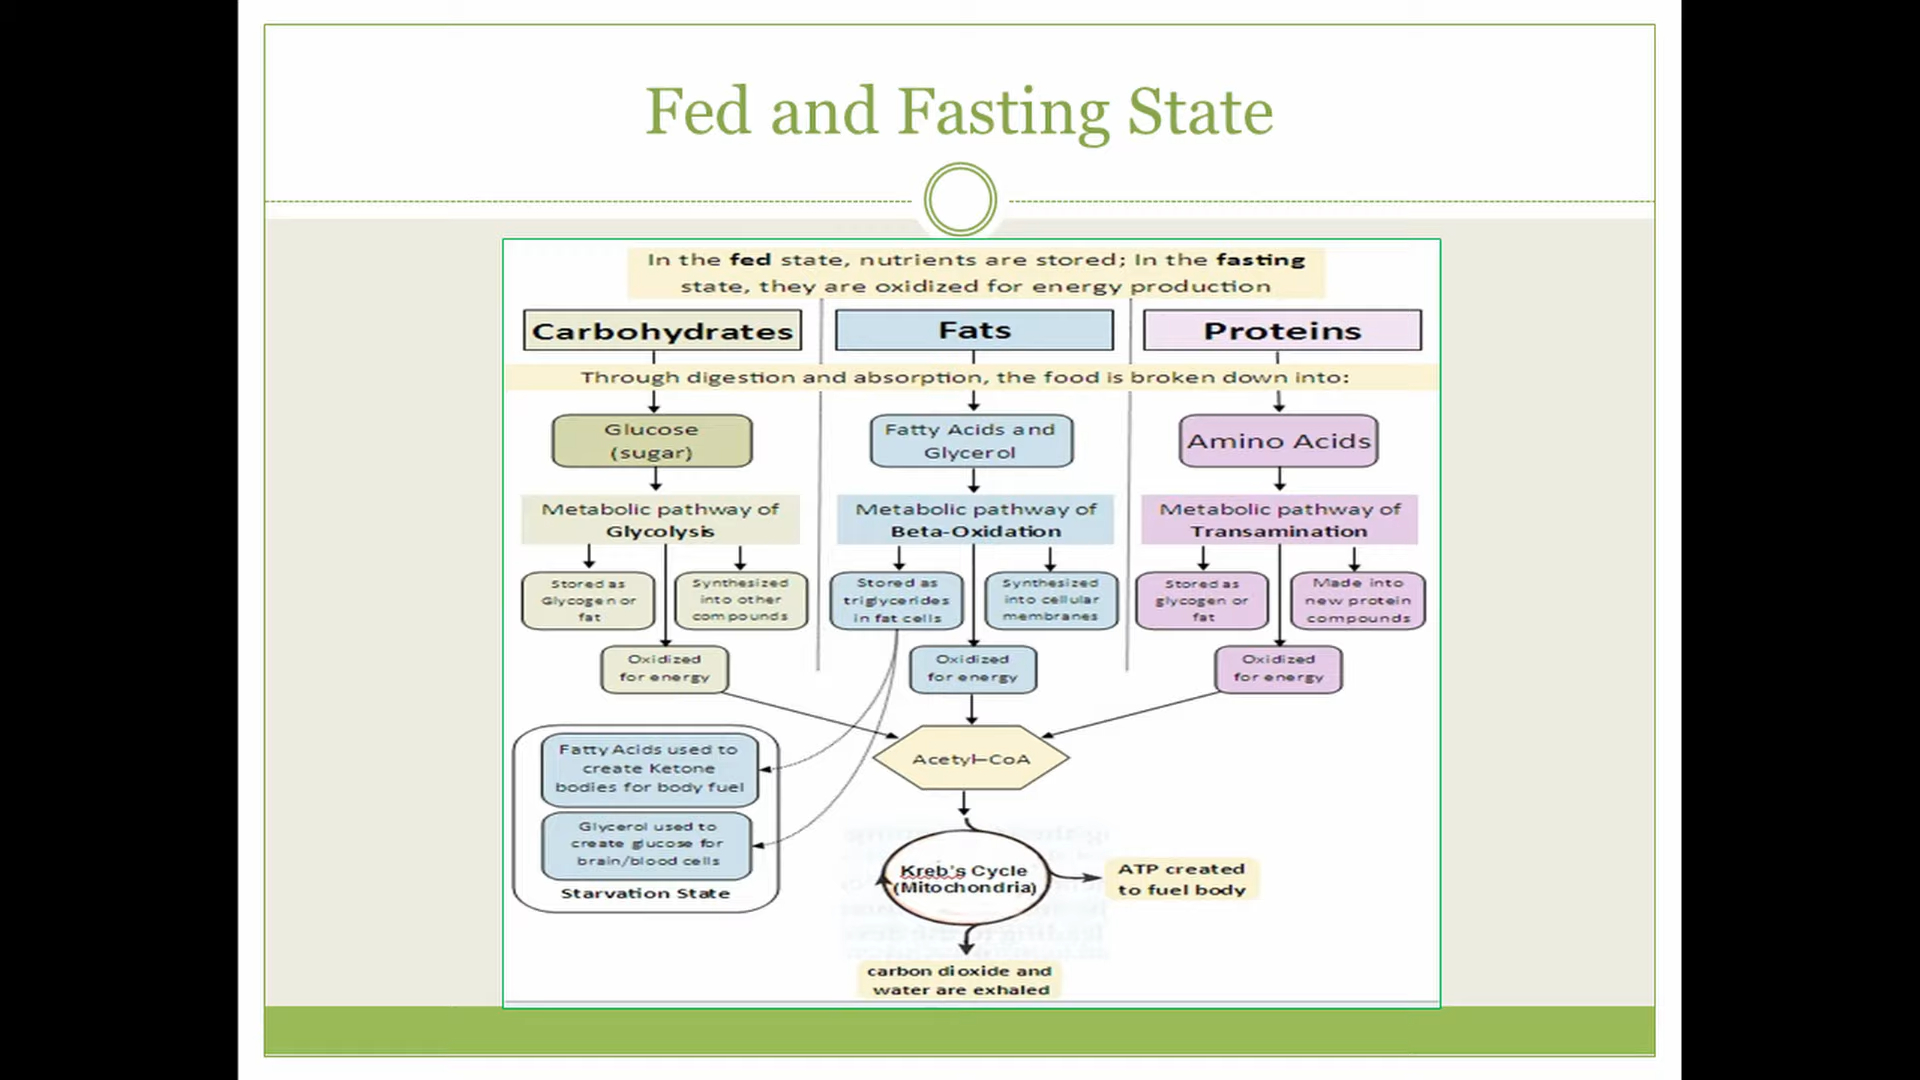 Fed and Fasting State
In the fed state, nutrients are stored; In the fasting
state, they are oxidized for energy production
Carbohydrates
Fats
Proteins
Through digestion and absorption, the food is broken down into:
Glucose
(sugar)
Fatty Acids and
Glycerol
Amino Acids
Metabolic pathway of
Glycolysis
Metabolic pathway of
Beta-Oxidation
Metabolic pathway of
Transamination
Stored as
Glycogen or
fat
Synthesized
into other
compounds
Stored as
triglycerides
in fat cells
Synthesized
into cellular
membranes
Stored as
glycogen or
fat
Made into
new protein
compounds
Oxidized
for energy
Oxidized
for energy
Oxidized
for energy
Acetyl-CoA
Fatty Acids used to
create Ketone
bodies for body fuel
Glycerol used to
create glucose for
brain/blood cells
Starvation State
Kreb's Cycle
(Mitochondria)
ATP created
to fuel body
carbon dioxide and
water are exhaled